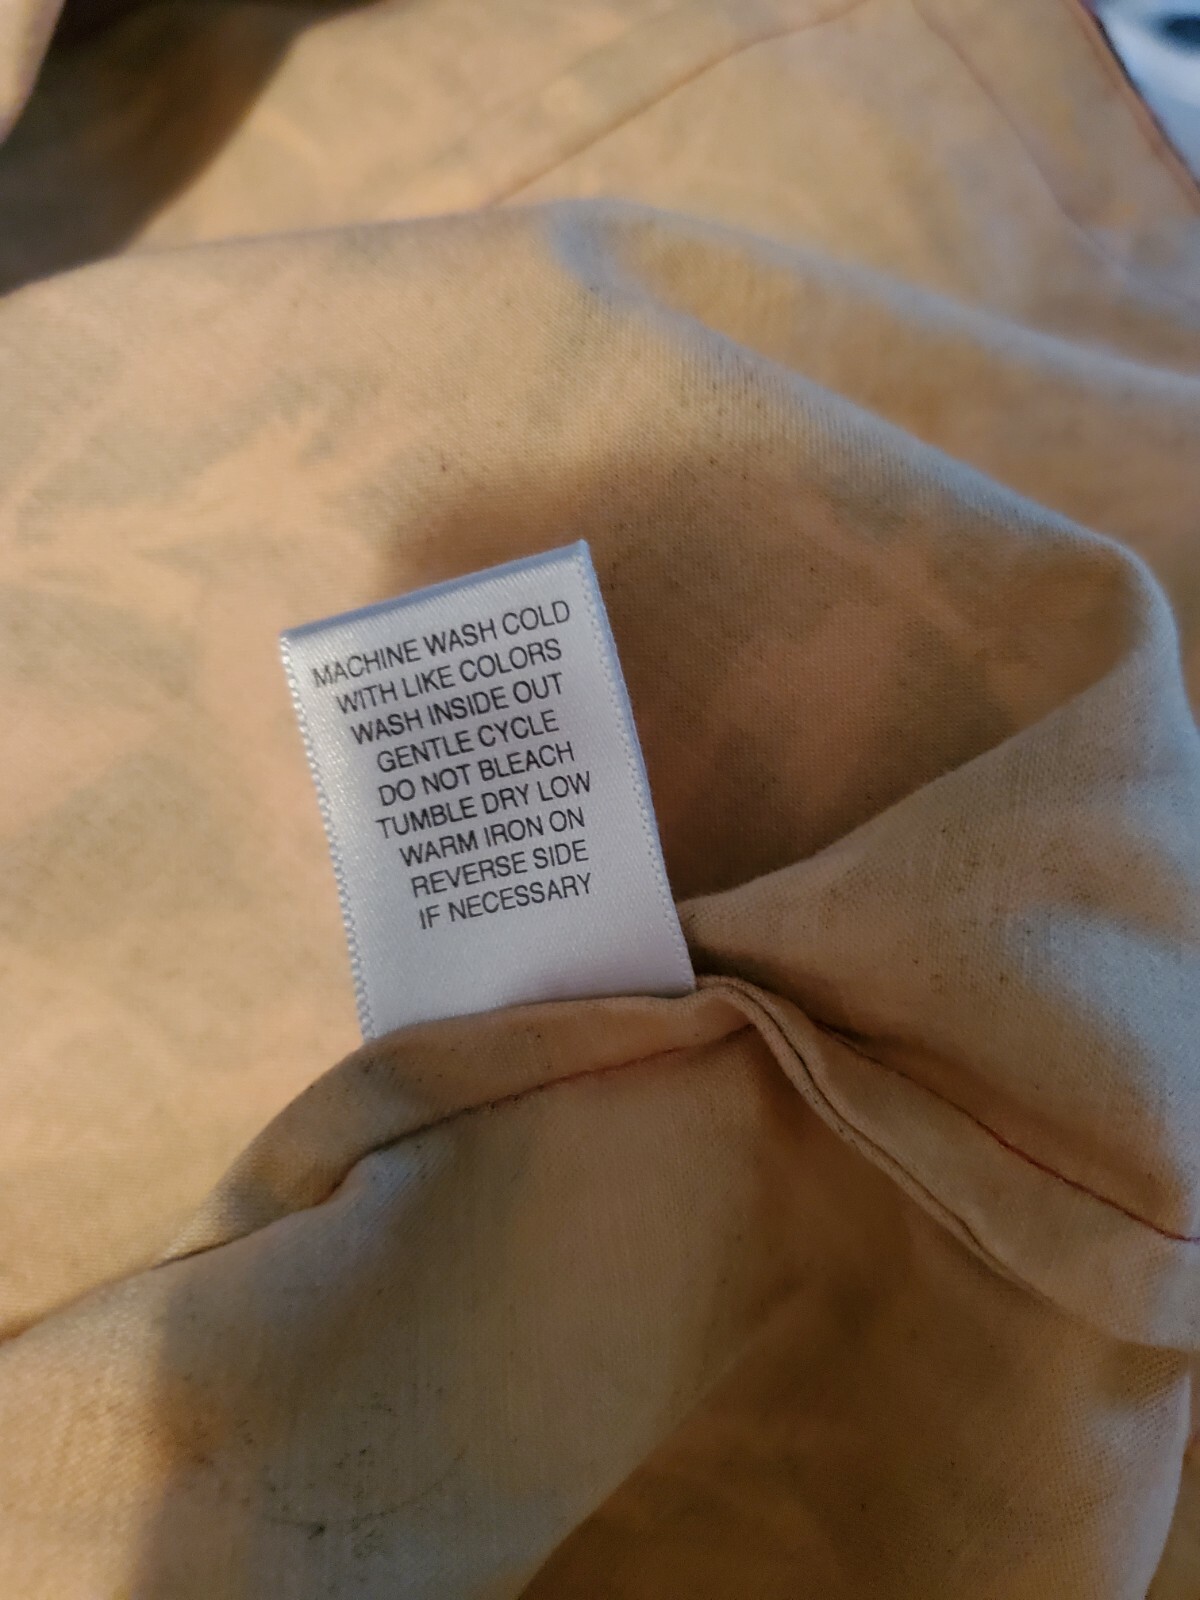 MACHINE WASH COLD
WITH LIKE COLORS
WASH INSIDE OUT
GENTLE CYCLE
DO NOT BLEACH
TUMBLE DRY LOW
WARM IRON ON
REVERSE SIDE
IF NECESSARY